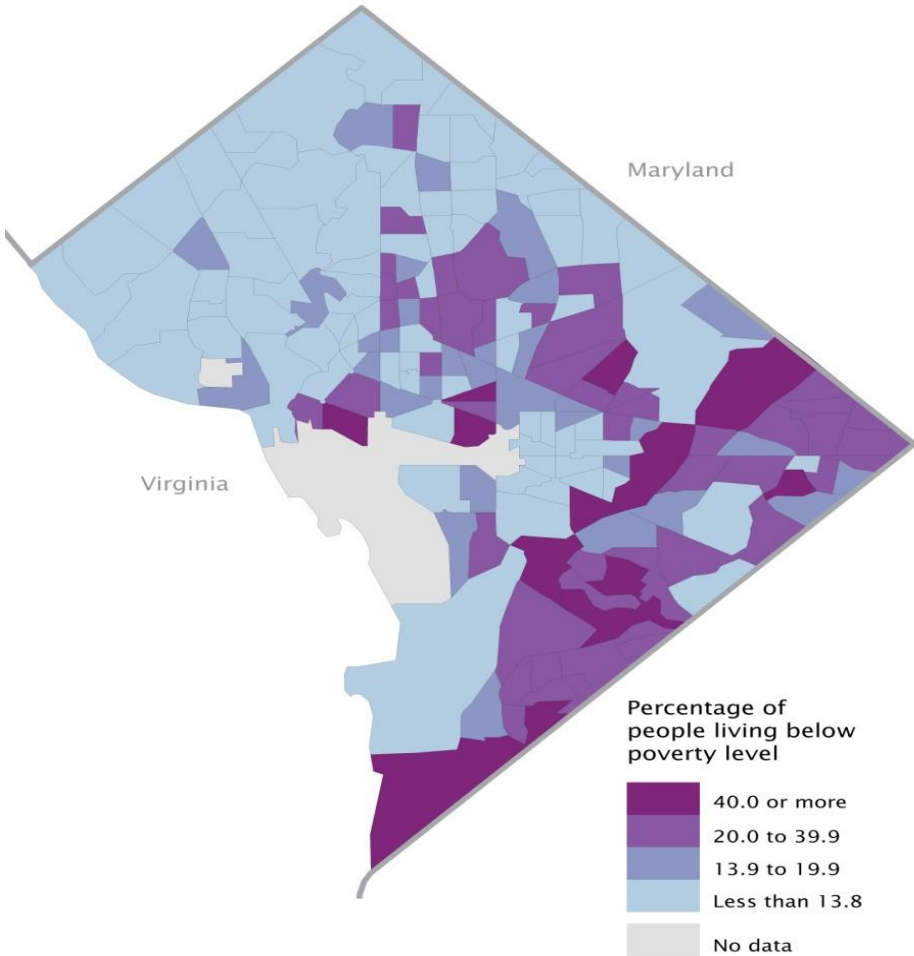 Maryland
Virginia
Percentage of
people living below
poverty level
40.0 or more
20.0 to 39.9
13.9 to 19.9
Less than 13.8
No data